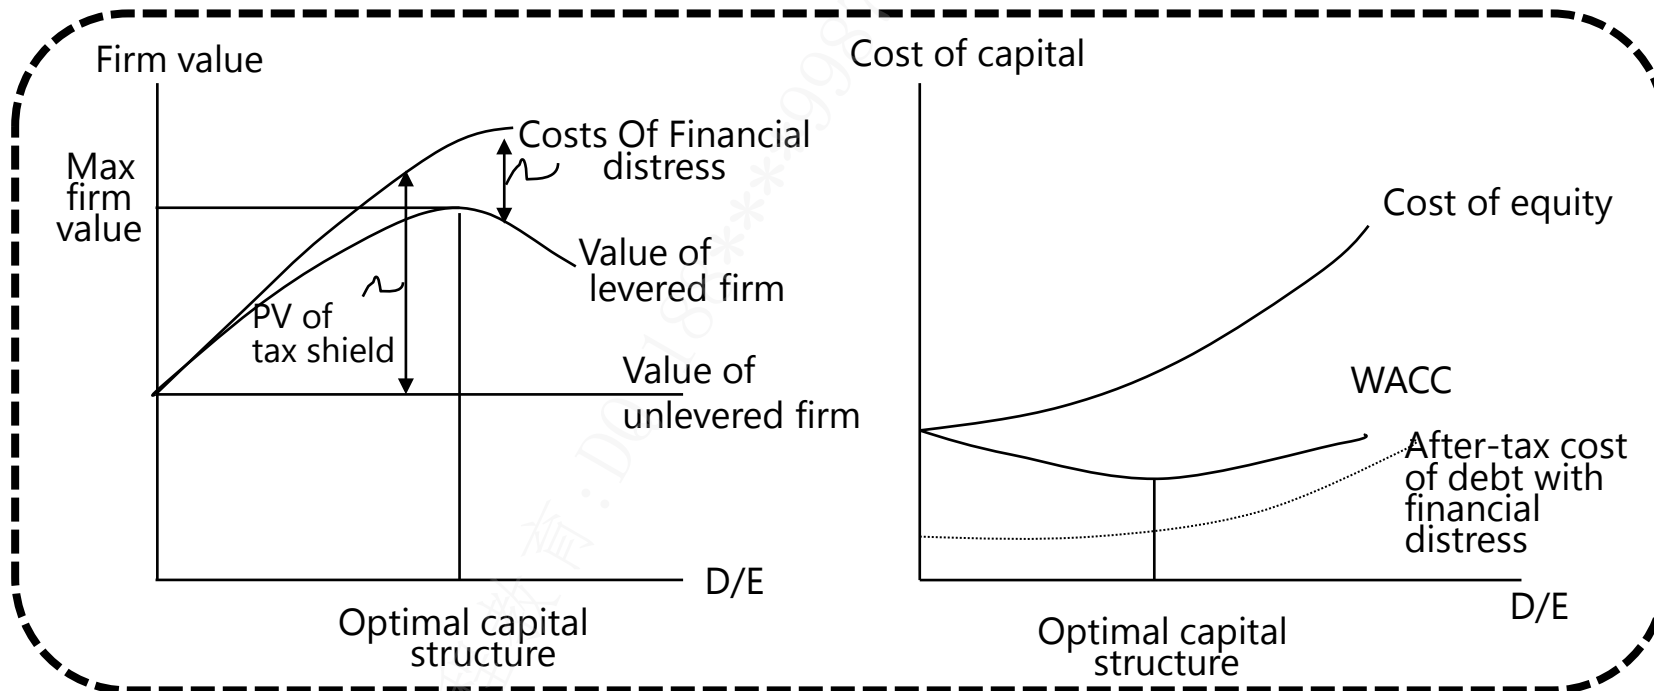 Firm value
Max
firm
value
Costs Of Financial
distress
Value of
levered firm
PV of
tax shield
Value of
unlevered firm
D/E
Optimal capital
structure
Cost of capital
Cost of equity
WACC
After-tax cost
of debt with
financial
distress
D/E
Optimal capital
structure